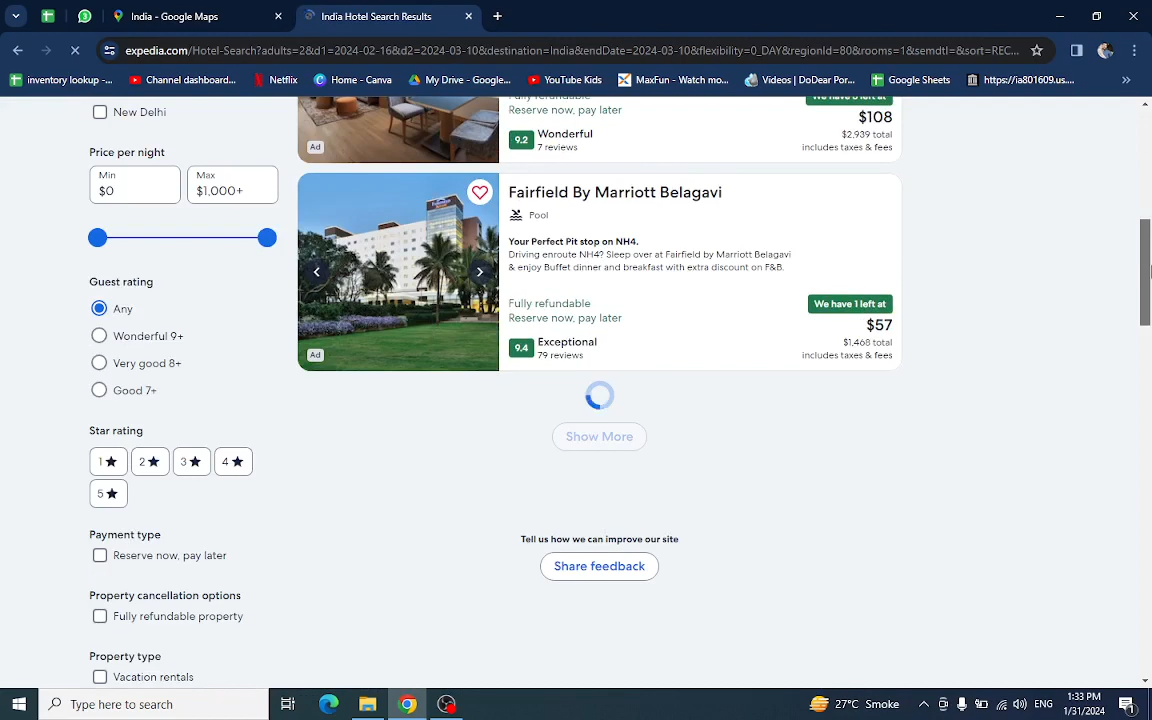 India - Google Maps
India Hotel Search Results
expedia.com/Hotel-Search?adults=2&d1=2024-02-16&d2=2024-03-10&destination=India&endDate=2024-03-10&flexibility=0_DAY&regionId=80&rooms=1&semdtl=&sort=REC...
inventory lookup -...
Channel dashboard...
Netflix
Home - Canva
My Drive - Google...
YouTube Kids
MaxFun - Watch mo...
Videos | DoDear Por...
Google Sheets
https://ia801609.us....
New Delhi
Price per night
Min
$0
Max
$1,000+
Guest rating
Any
Wonderful 9+
Very good 8+
Good 7+
Star rating
1
2
3
4
5
Payment type
Reserve now, pay later
Property cancellation options
Fully refundable property
Property type
Vacation rentals
Ad
Fully refundable
Reserve now, pay later
9.2
Wonderful
7 reviews
$108
$2,939 total
includes taxes & fees
Fairfield By Marriott Belagavi
Pool
Your Perfect Pit stop on NH4.
Driving enroute NH4? Sleep over at Fairfield by Marriott Belagavi
& enjoy Buffet dinner and breakfast with extra discount on F&B.
Fully refundable
Reserve now, pay later
9.4
Exceptional
79 reviews
We have 1 left at
$57
$1,468 total
includes taxes & fees
Ad
Show More
Tell us how we can improve our site
Share feedback
Type here to search
27°C Smoke
ENG
1:33 PM
1/31/2024
1